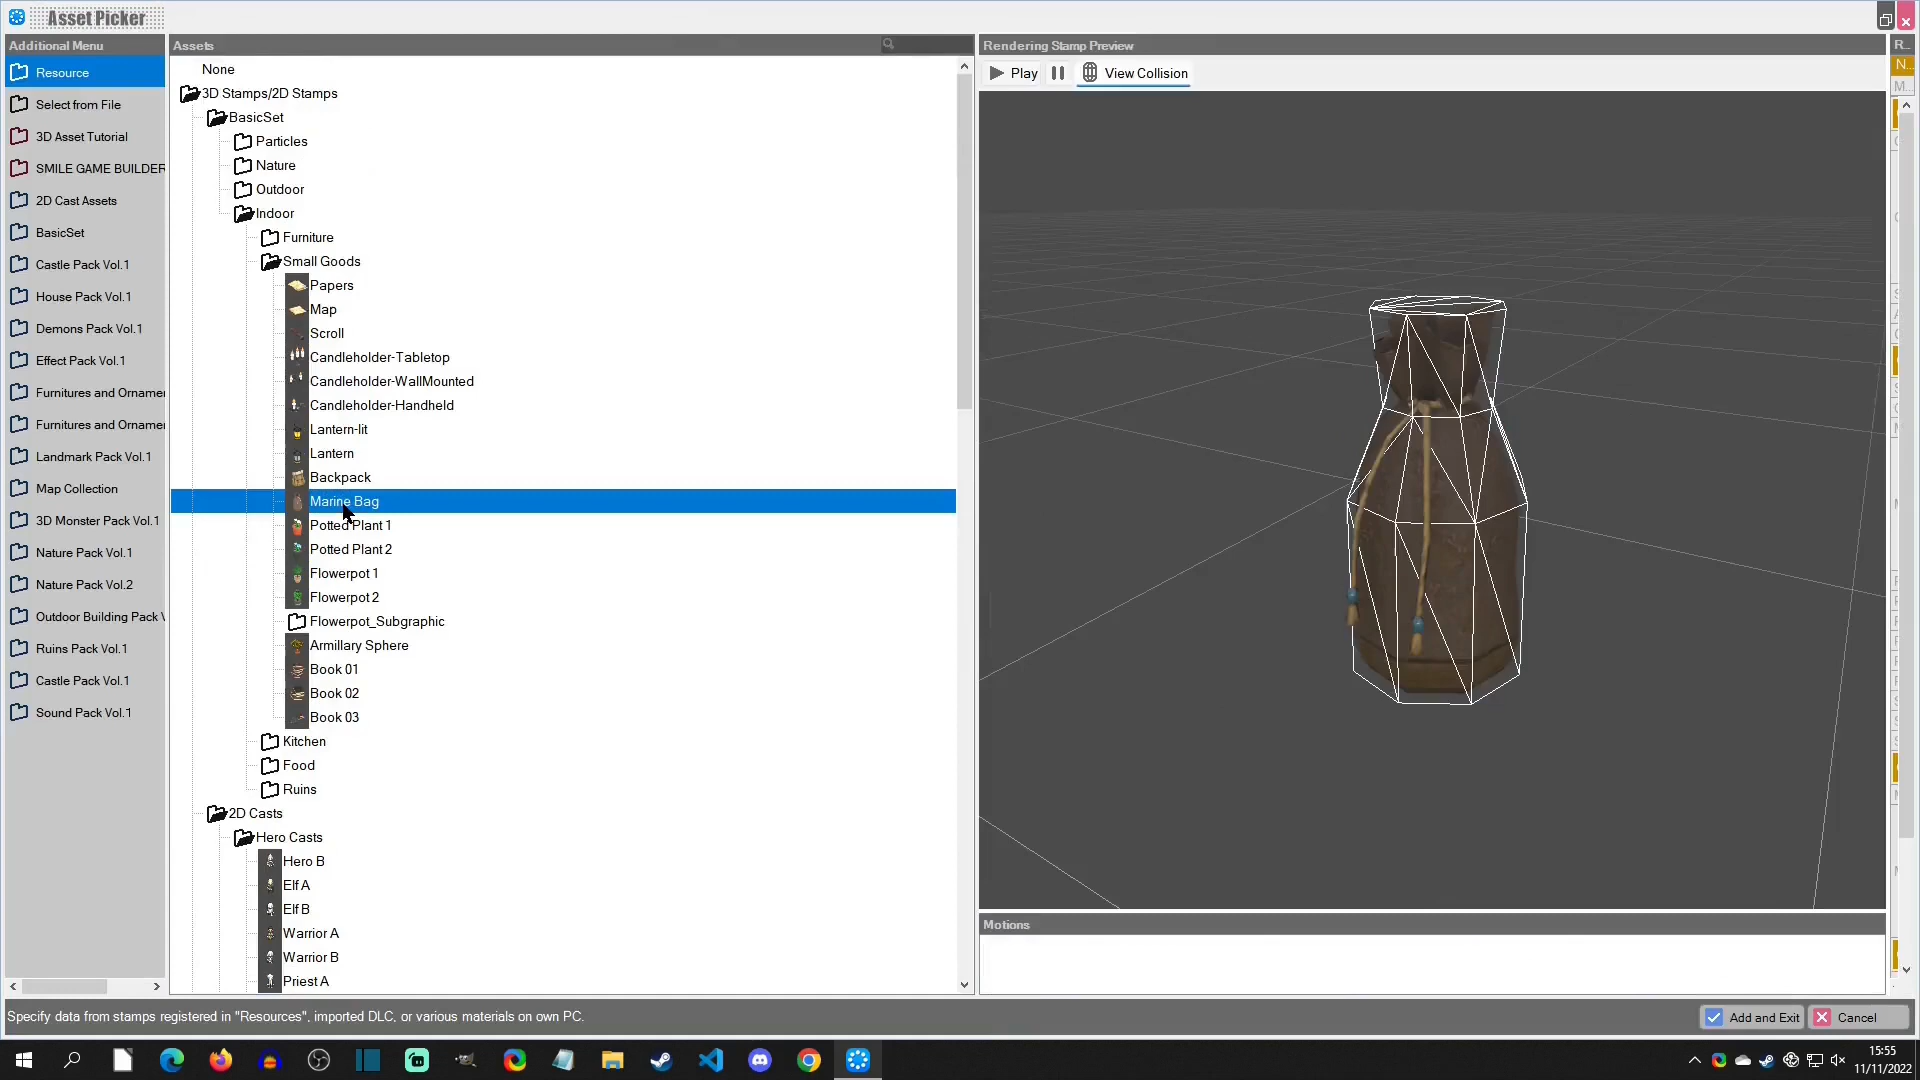 Asset Picker
Additional Menu
Resource
Select from File
3D Asset Tutorial
SMILE GAME BUILDER
2D Cast Assets
BasicSet
Castle Pack Vol.1
House Pack Vol.1
Demons Pack Vol.1
Effect Pack Vol.1
Furnitures and Orname
Furnitures and Orname
Landmark Pack Vol.1
Map Collection
3D Monster Pack Vol.1
Nature Pack Vol.1
Nature Pack Vol.2
Outdoor Building Pack
Ruins Pack Vol.1
Castle Pack Vol.1
Sound Pack Vol.1
Assets
None
3D Stamps/2D Stamps
BasicSet
Particles
Nature
Outdoor
Indoor
Furniture
Small Goods
Papers
Map
Scroll
Candleholder-Tabletop
Candleholder-WallMounted
Candleholder-Handheld
Lantern-lit
Lantern
Backpack
Marine Bag
Potted Plant 1
Potted Plant 2
Flowerpot 1
Flowerpot 2
Flowerpot_Subgraphic
Armillary Sphere
Book 01
Book 02
Book 03
Kitchen
Food
Ruins
2D Casts
Hero Casts
Hero B
Elf A
Elf B
Warrior A
Warrior B
Priest A
Rendering Stamp Preview
Play
View Collision
Motions
R...
N...
M...
Specify data from stamps registered in "Resources", imported DLC, or various materials on own PC.
Add and Exit
Cancel
15:55
11/11/2022